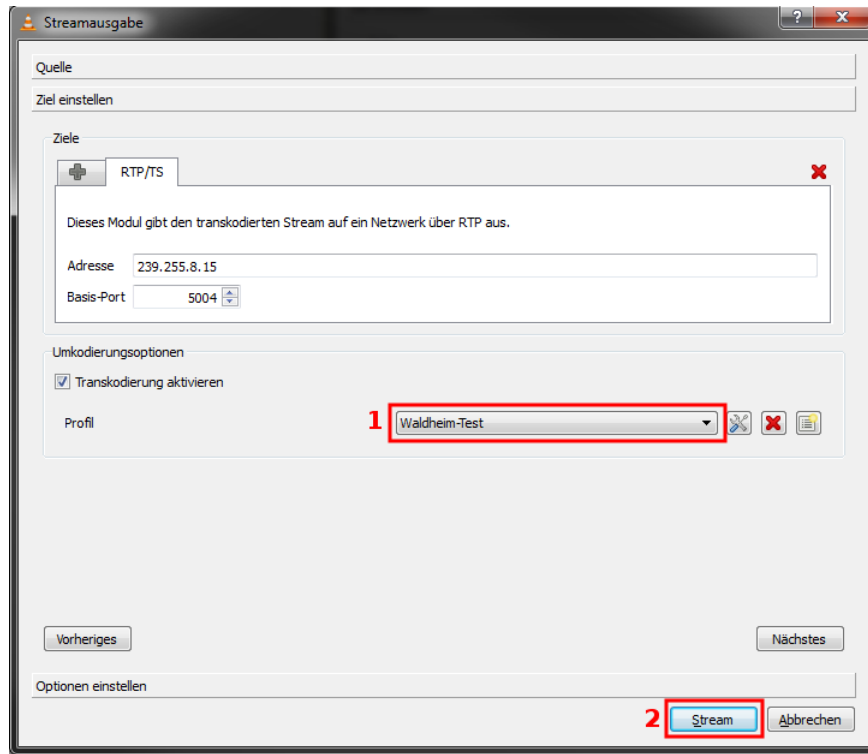 Streamausgabe
Quelle
Ziel einstellen
Ziele
RTP/TS
Dieses Modul gibt den transkodierten Stream auf ein Netzwerk über RTP aus.
Adresse 239.255.8.15
Basis-Port 5004
Umkodierungsoptionen
Transkodierung aktivieren
Profil 1 Waldheim-Test
Vorheriges Nächstes
Optionen einstellen
2 Stream Abbrechen